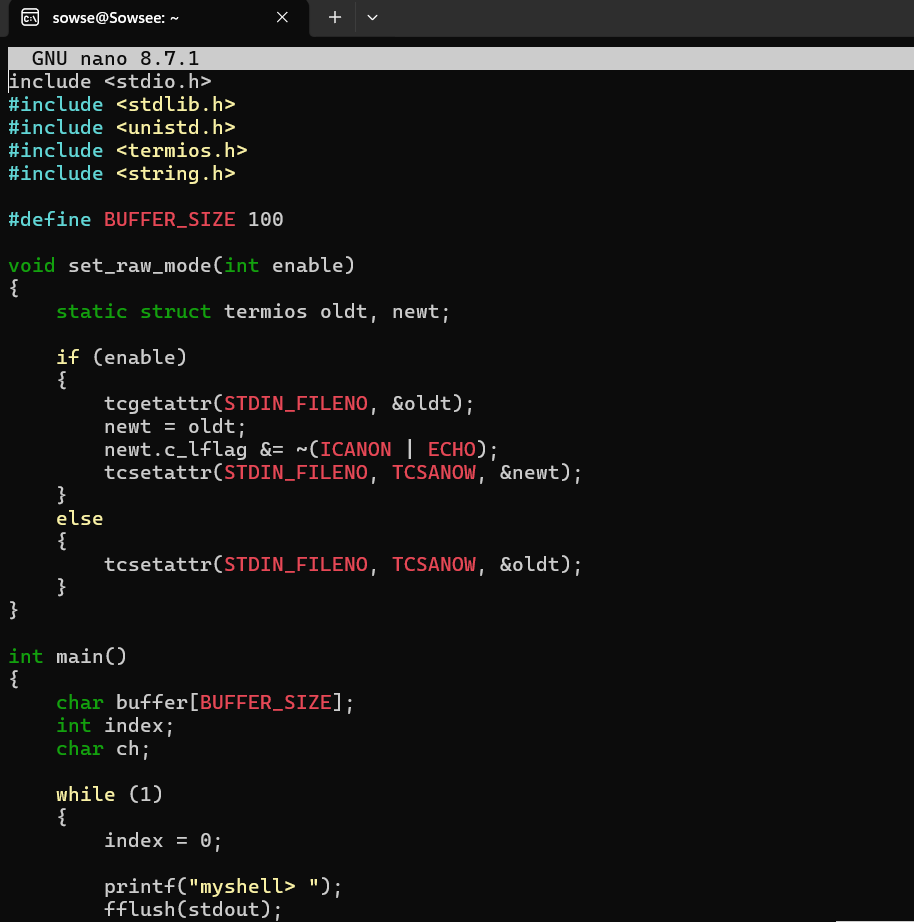 sowse@Sowsee: ~
GNU nano 8.7.1
include <stdio.h>
#include <stdlib.h>
#include <unistd.h>
#include <termios.h>
#include <string.h>

#define BUFFER_SIZE 100

void set_raw_mode(int enable)
{
    static struct termios oldt, newt;

    if (enable)
    {
        tcgetattr(STDIN_FILENO, &oldt);
        newt = oldt;
        newt.c_lflag &= ~(ICANON | ECHO);
        tcsetattr(STDIN_FILENO, TCSANOW, &newt);
    }
    else
    {
        tcsetattr(STDIN_FILENO, TCSANOW, &oldt);
    }
}

int main()
{
    char buffer[BUFFER_SIZE];
    int index;
    char ch;

    while (1)
    {
        index = 0;

        printf("myshell> ");
        fflush(stdout);